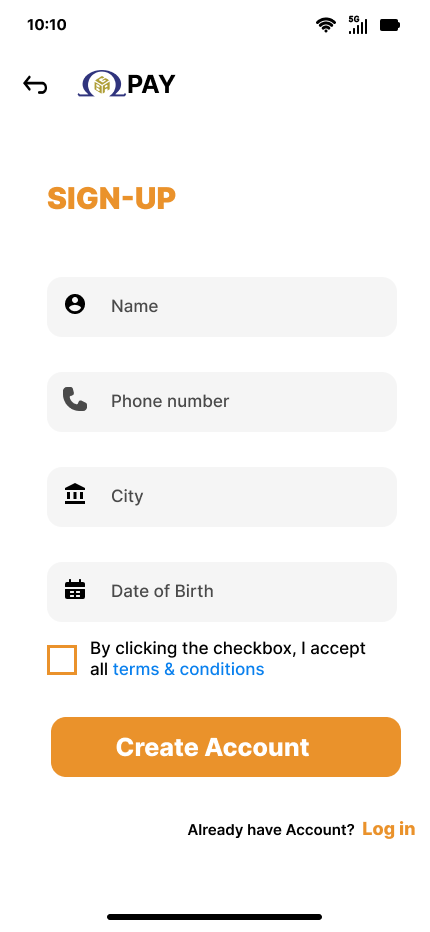 10:10
5G
PAY
SIGN-UP
Name
Phone number
City
Date of Birth
By clicking the checkbox, I accept
all terms & conditions
Create Account
Already have Account? Log in